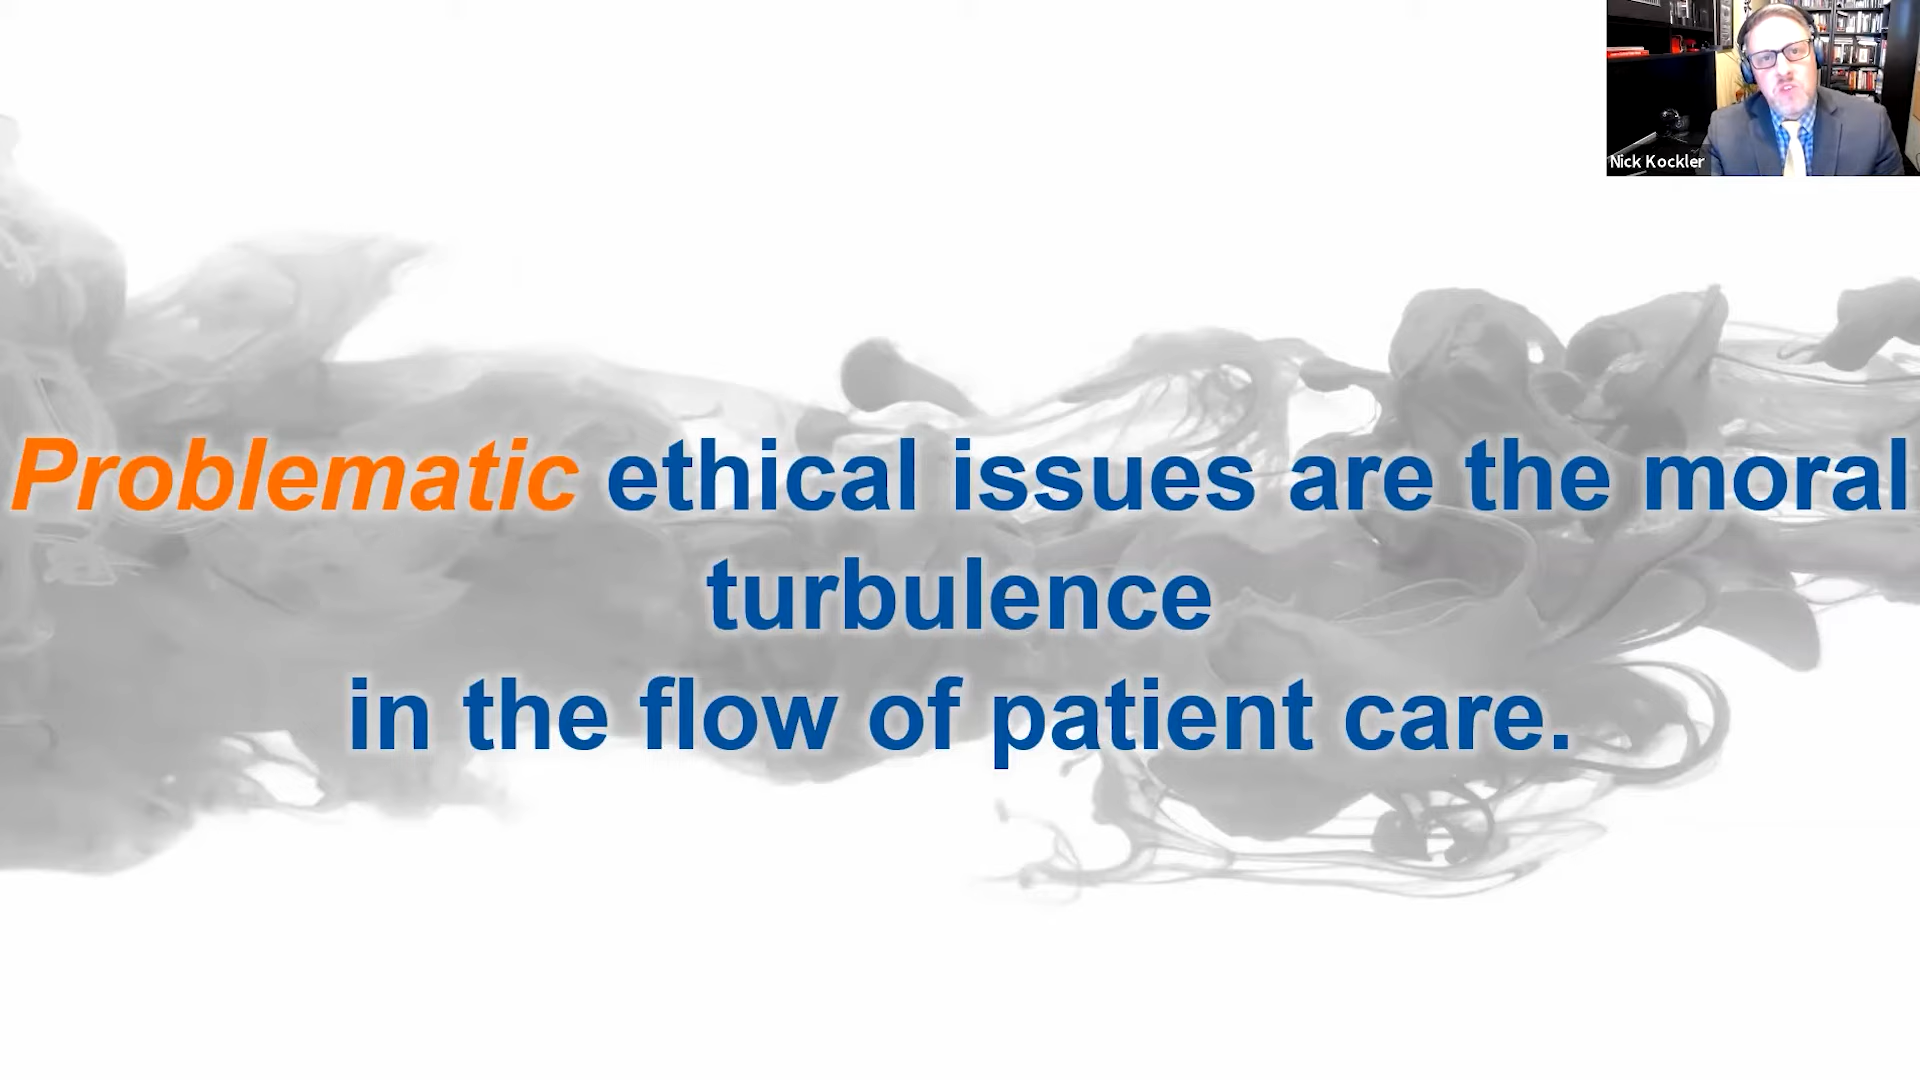 Nick Kockler
Problematic ethical issues are the moral
turbulence
in the flow of patient care.